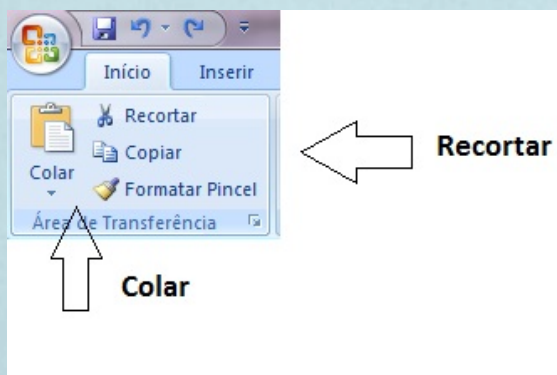 Início Inserir
Recortar
Copiar
Colar
Formatar Pincel
Área de Transferência
Recortar
Colar